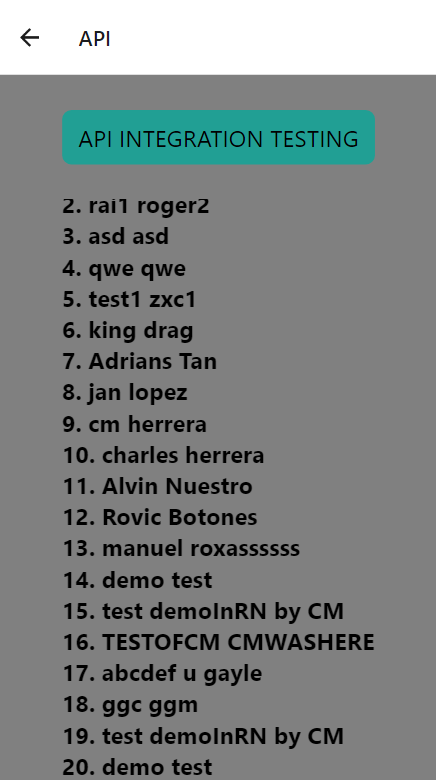 API
API INTEGRATION TESTING
2. rai1 roger2
3. asd asd
4. qwe qwe
5. test1 zxc1
6. king drag
7. Adrians Tan
8. jan lopez
9. cm herrera
10. charles herrera
11. Alvin Nuestro
12. Rovic Botones
13. manuel roxassssss
14. demo test
15. test demoInRN by CM
16. TESTOFCM CMWASHERE
17. abcdef u gayle
18. ggc ggm
19. test demoInRN by CM
20. demo test